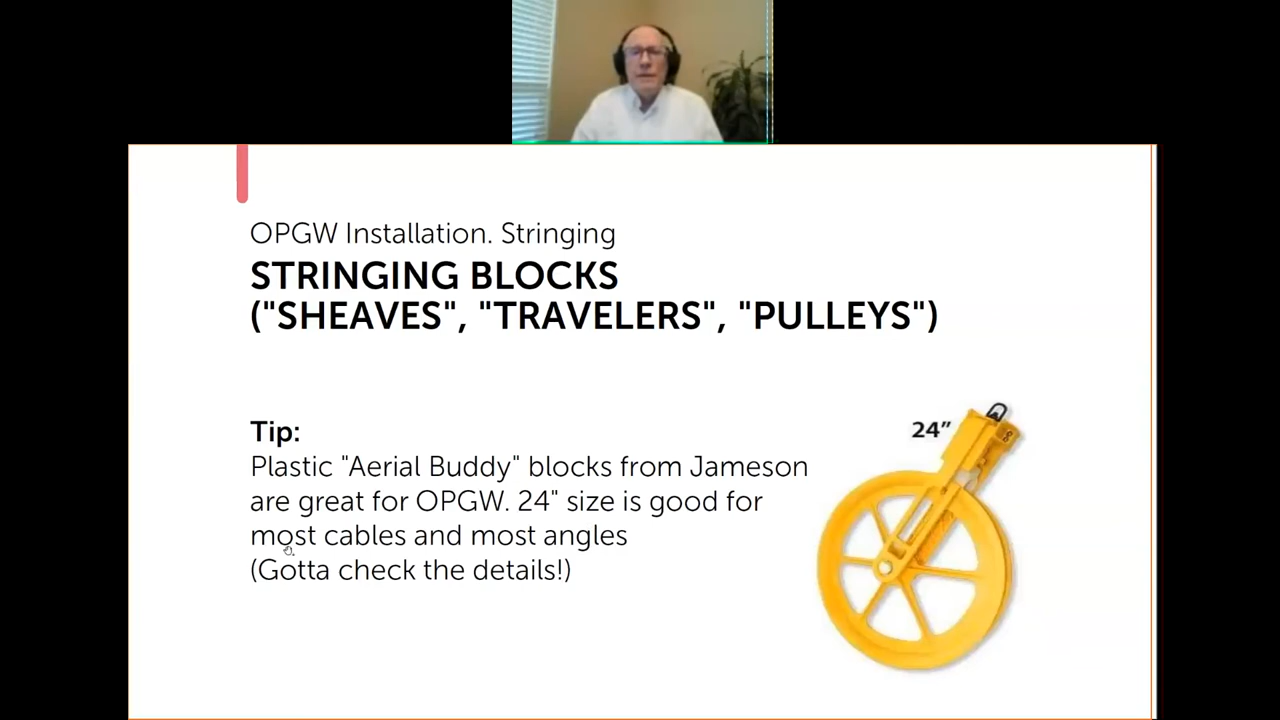 OPGW Installation. Stringing
STRINGING BLOCKS
("SHEAVES", "TRAVELERS", "PULLEYS")
Tip:
Plastic "Aerial Buddy" blocks from Jameson
are great for OPGW. 24" size is good for
most cables and most angles
(Gotta check the details!)
24”